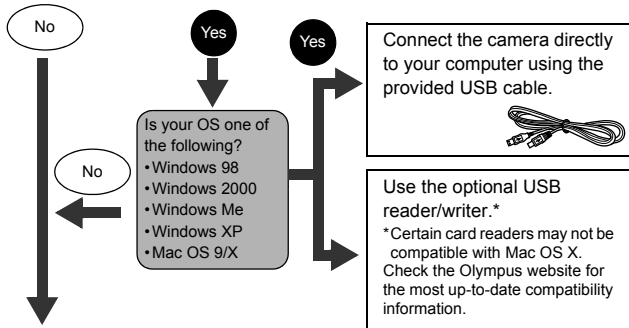 No
Yes
Yes
Connect the camera directly
to your computer using the
provided USB cable.
Is your OS one of
the following?
•Windows 98
•Windows 2000
•Windows Me
•Windows XP
•Mac OS 9/X
No
Use the optional USB
reader/writer.*
*Certain card readers may not be
compatible with Mac OS X.
Check the Olympus website for
the most up-to-date compatibility
information.